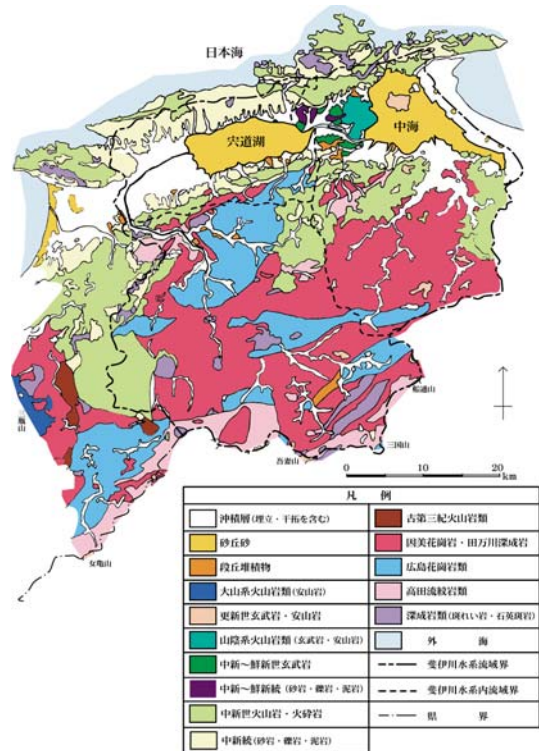 日本海
中海
宍道湖
三瓶山
船通山
三国山
吾妻山
女亀山
0 10 20
km
凡 例
沖積層(埋立・干拓を含む)
砂丘砂
段丘堆積物
大山系火山岩類(安山岩)
更新世玄武岩・安山岩
山陰系火山岩類(玄武岩・安山岩)
中新〜鮮新世玄武岩
中新〜鮮新統(砂岩・礫岩・泥岩)
中新世火山岩・火砕岩
中新統(砂岩・礫岩・泥岩)
古第三紀火山岩類
因美花崗岩・田万川深成岩
広島花崗岩類
高田流紋岩類
深成岩類(斑れい岩・石英斑岩)
外 海
斐伊川水系流域界
斐伊川水系内流域界
県 界